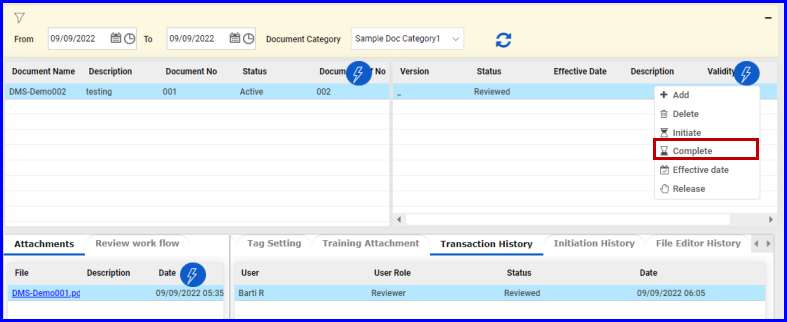 From 09/09/2022 To 09/09/2022 Document Category Sample Doc Category1
Document Name Description Document No Status No
DMS-Demo002 testing 001 Active 002
Version Status Effective Date Description Validity
_ Reviewed
Add
Delete
Initiate
Complete
Effective date
Release
Attachments Review work flow
File Description Date
DMS-Demo001.pd 09/09/2022 05:35
Tag Setting Training Attachment Transaction History Initiation History File Editor History
User User Role Status Date
Barti R Reviewer Reviewed 09/09/2022 06:05